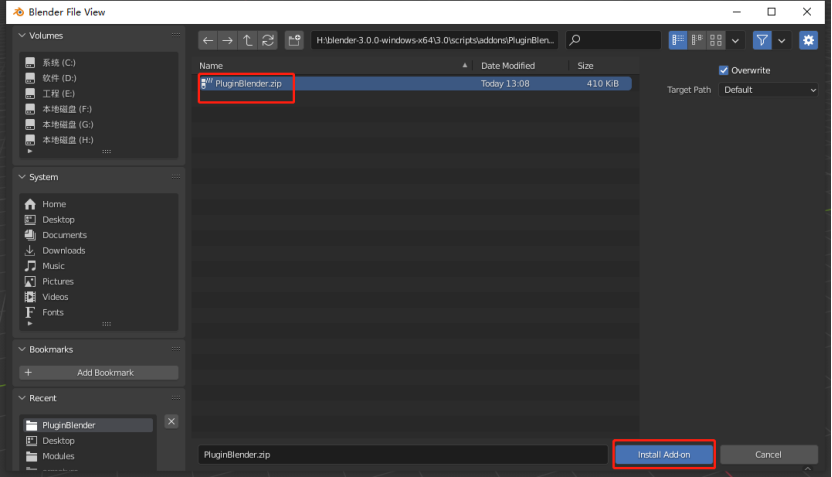 Blender File View
Volumes
系统 (C:)
软件 (D:)
工程 (E:)
本地磁盘 (F:)
本地磁盘 (G:)
本地磁盘 (H:)
System
Home
Desktop
Documents
Downloads
Music
Pictures
Videos
Fonts
Bookmarks
Add Bookmark
Recent
PluginBlender
Desktop
Modules
H:\blender-3.0.0-windows-x64\3.0\scripts\addons\PluginBlen...
Name Date Modified Size
PluginBlender.zip Today 13:08 410 KiB
Overwrite
Target Path Default
PluginBlender.zip Install Add-on Cancel